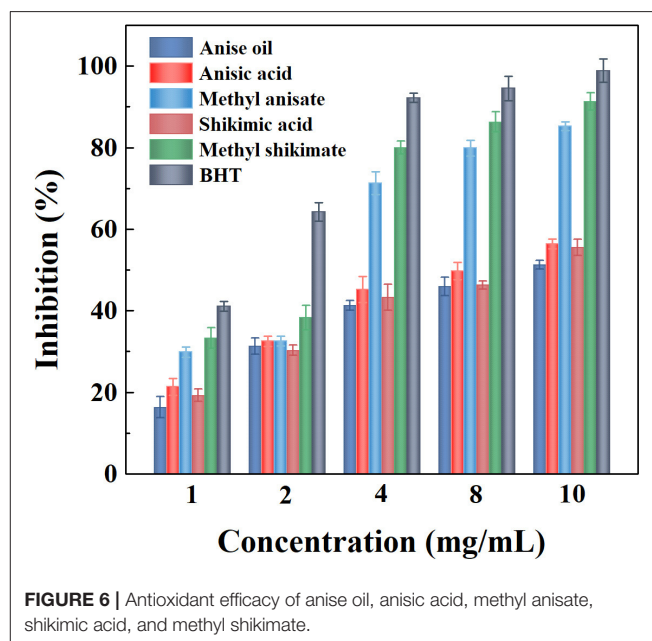 Anise oil
Anisic acid
Methyl anisate
Shikimic acid
Methyl shikimate
BHT
Inhibition (%)
100
80
60
40
20
0
1 2 4 8 10
Concentration (mg/mL)
FIGURE 6 | Antioxidant efficacy of anise oil, anisic acid, methyl anisate,
shikimic acid, and methyl shikimate.